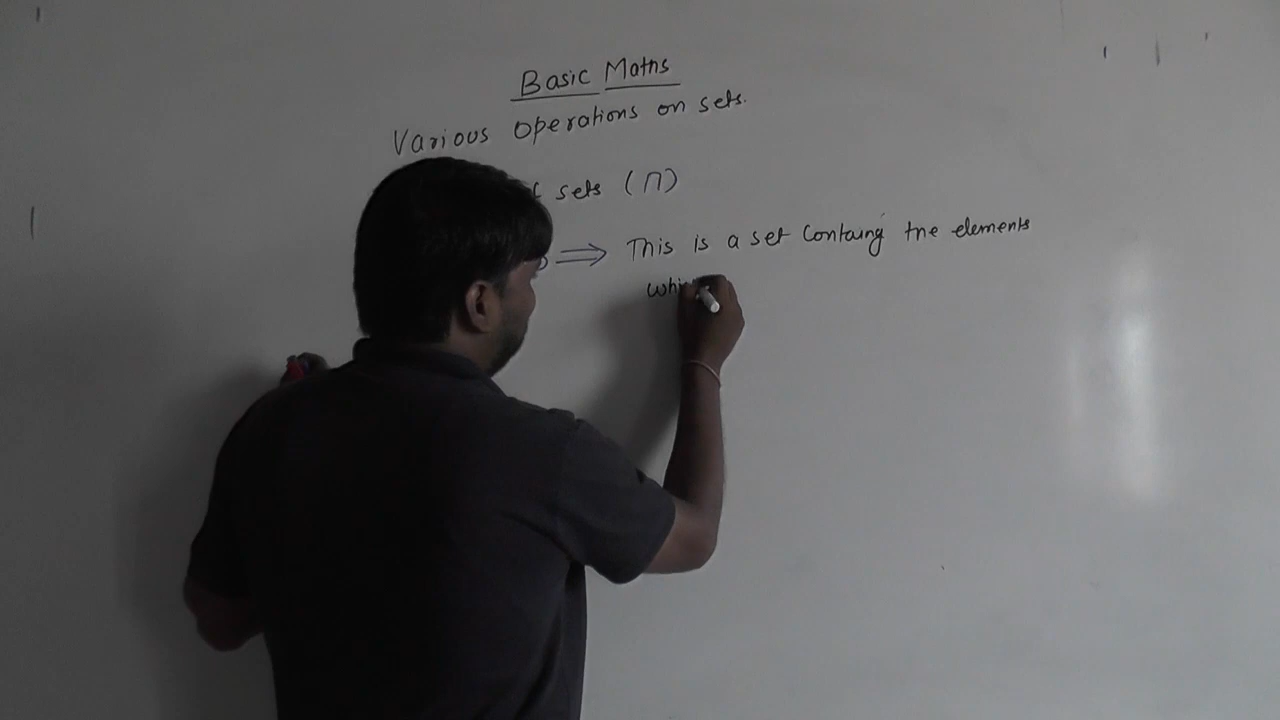 Basic Maths
Various operations on sets.
sets (∩)
⇒ This is a set Containg the elements
whi